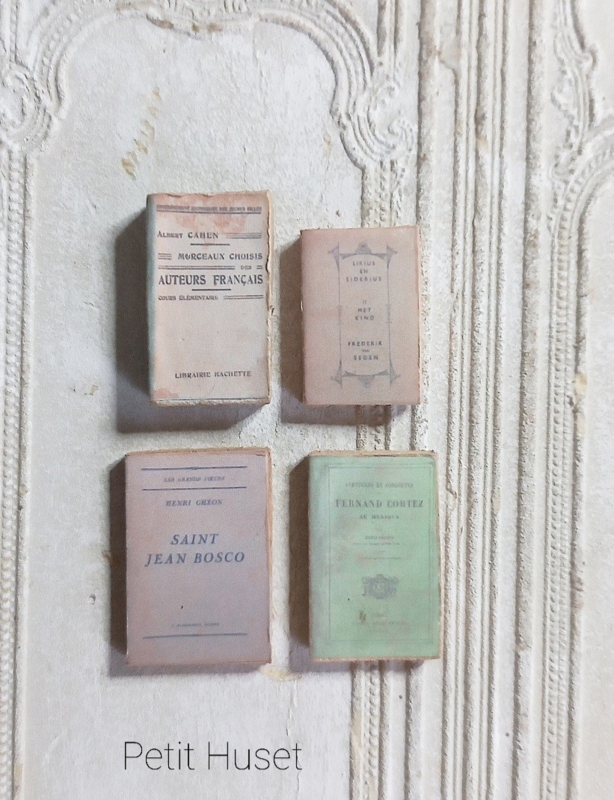 ALBERT CAHEN
MORCEAUX CHOISIS
DES
AUTEURS FRANÇAIS
COURS ÉLÉMENTAIRE
LIBRAIRIE HACHETTE
SIRIUS
EN
SIDERIUS
II
HET
KIND
FREDERIK
VAN
EEDEN
LES GRANDS CŒURS
HENRI GHÉON
SAINT
JEAN BOSCO
FERNAND CORTEZ
AU MEXIQUE
Petit Huset